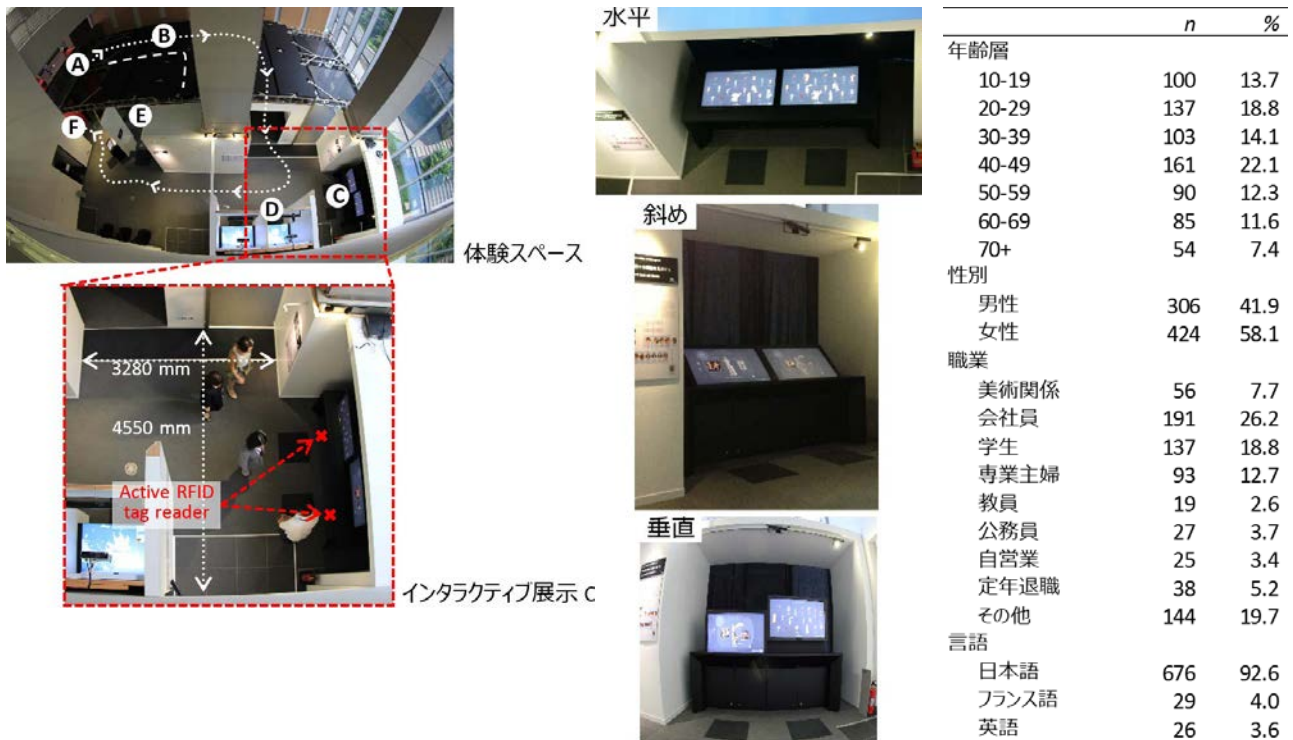 A
B
C
D
E
F
体験スペース
3280 mm
4550 mm
Active RFID
tag reader
インタラクティブ展示 C
水平
斜め
垂直
n %
年齢層
10-19 100 13.7
20-29 137 18.8
30-39 103 14.1
40-49 161 22.1
50-59 90 12.3
60-69 85 11.6
70+ 54 7.4
性別
男性 306 41.9
女性 424 58.1
職業
美術関係 56 7.7
会社員 191 26.2
学生 137 18.8
専業主婦 93 12.7
教員 19 2.6
公務員 27 3.7
自営業 25 3.4
定年退職 38 5.2
その他 144 19.7
言語
日本語 676 92.6
フランス語 29 4.0
英語 26 3.6